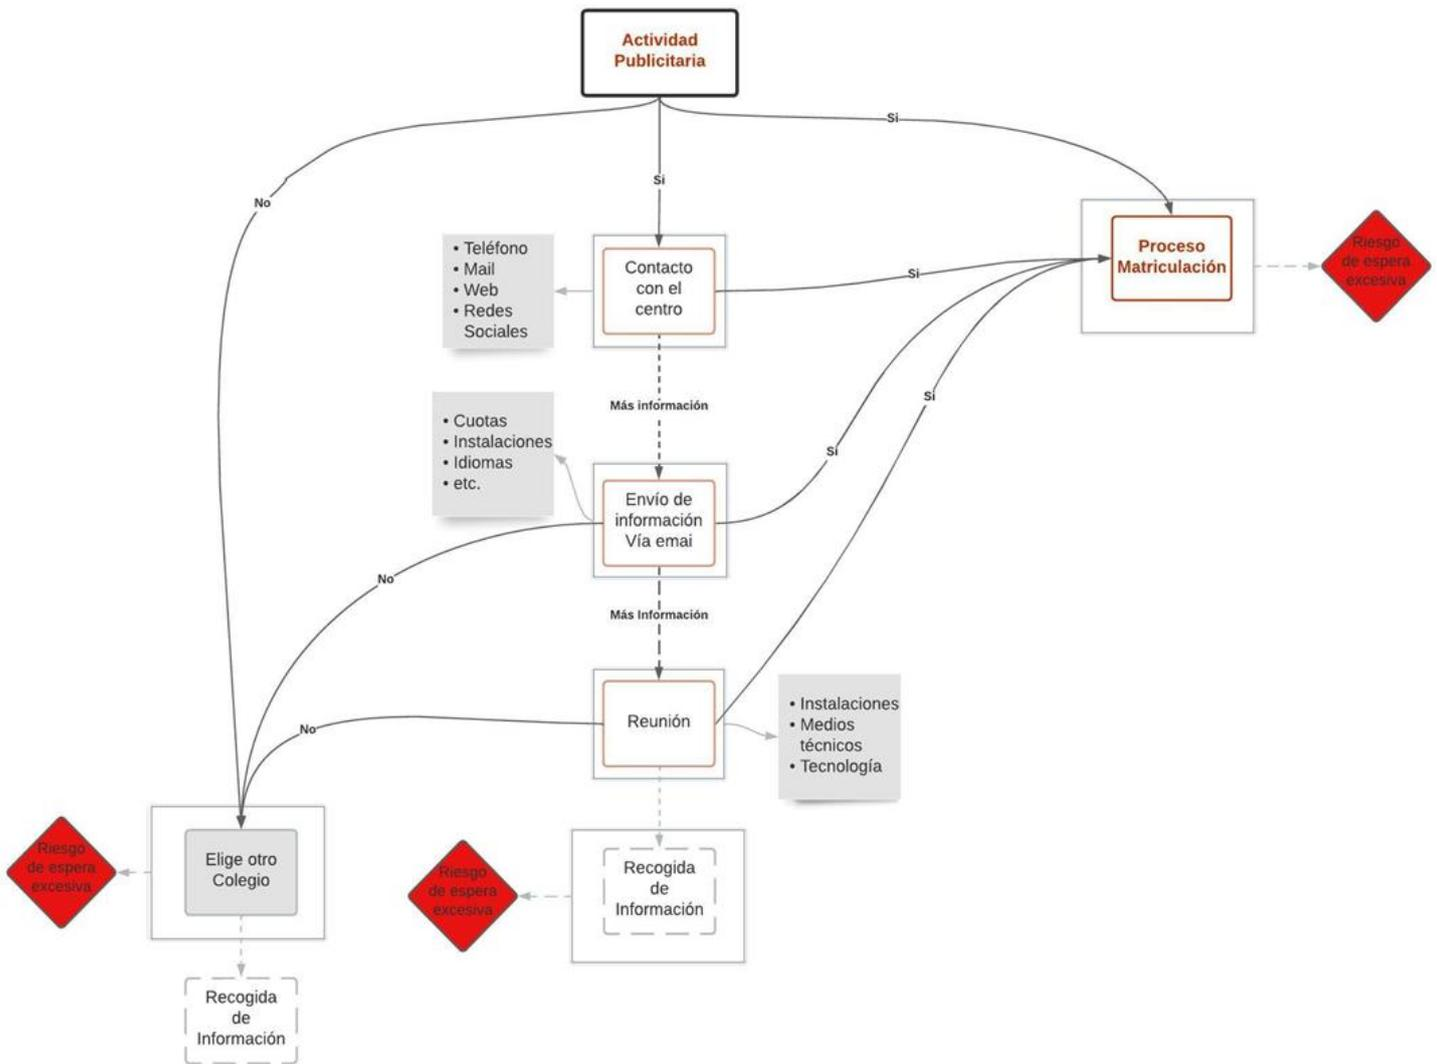 Actividad
Publicitaria
Si
No
Si
Proceso
Matriculación
Riesgo
de espera
excesiva
• Teléfono
• Mail
• Web
• Redes
Sociales
Contacto
con el
centro
Si
Más información
Si
• Cuotas
• Instalaciones
• Idiomas
• etc.
Si
Envío de
información
Vía emai
No
Más Información
Reunión
No
• Instalaciones
• Medios
técnicos
• Tecnología
Riesgo
de espera
excesiva
Elige otro
Colegio
Riesgo
de espera
excesiva
Recogida
de
Información
Recogida
de
Información